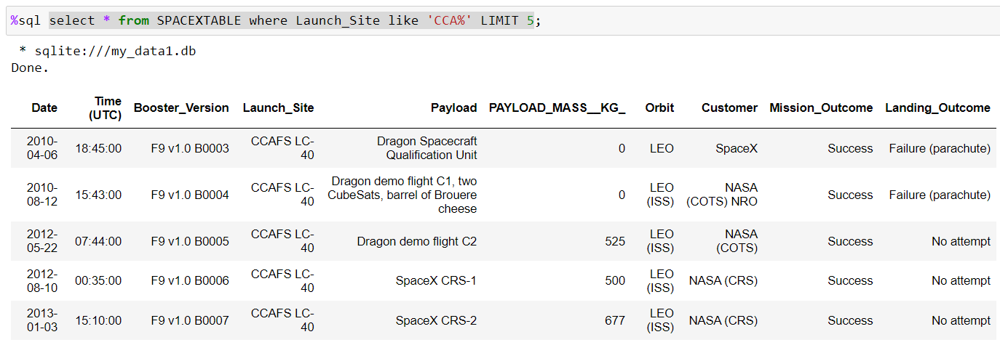 %sql select * from SPACEXTABLE where Launch_Site like 'CCA%' LIMIT 5;
* sqlite:///my_data1.db
Done.
Date Time (UTC) Booster_Version Launch_Site Payload PAYLOAD_MASS__KG_ Orbit Customer Mission_Outcome Landing_Outcome
2010-04-06 18:45:00 F9 v1.0 B0003 CCAFS LC-40 Dragon Spacecraft Qualification Unit 0 LEO SpaceX Success Failure (parachute)
2010-08-12 15:43:00 F9 v1.0 B0004 CCAFS LC-40 Dragon demo flight C1, two CubeSats, barrel of Brouere cheese 0 LEO (ISS) NASA (COTS) NRO Success Failure (parachute)
2012-05-22 07:44:00 F9 v1.0 B0005 CCAFS LC-40 Dragon demo flight C2 525 LEO (ISS) NASA (COTS) Success No attempt
2012-08-10 00:35:00 F9 v1.0 B0006 CCAFS LC-40 SpaceX CRS-1 500 LEO (ISS) NASA (CRS) Success No attempt
2013-01-03 15:10:00 F9 v1.0 B0007 CCAFS LC-40 SpaceX CRS-2 677 LEO (ISS) NASA (CRS) Success No attempt